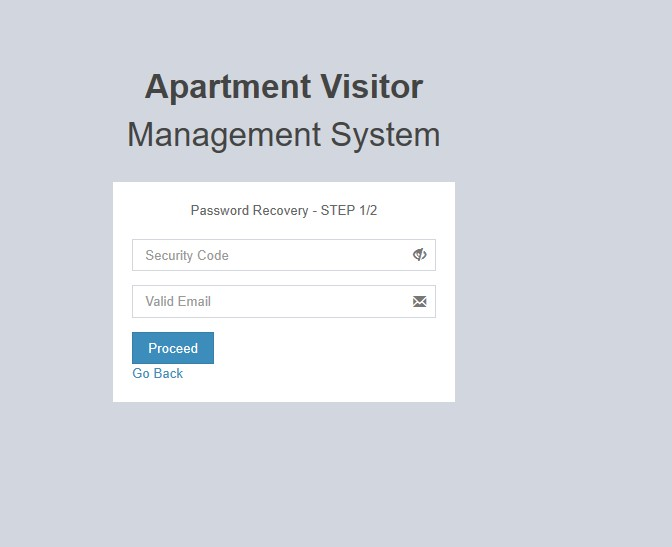 Apartment Visitor
Management System
Password Recovery - STEP 1/2
Security Code
Valid Email
Proceed
Go Back